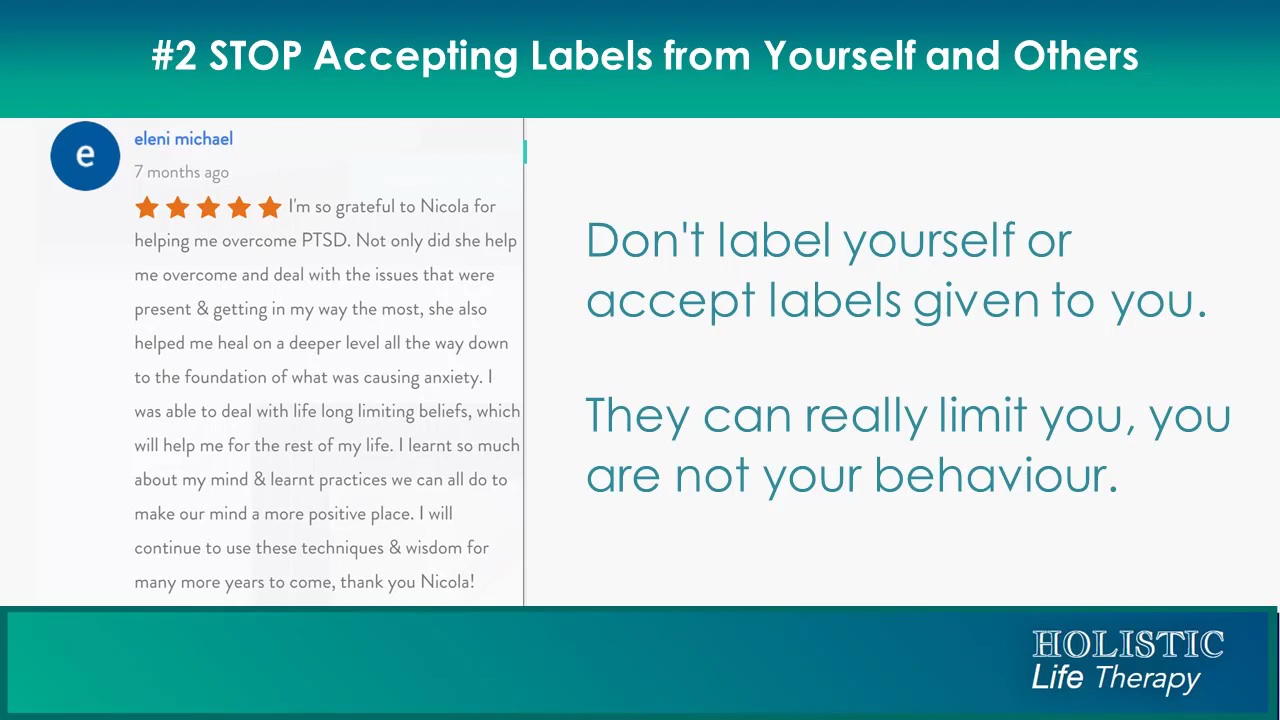 #2 STOP Accepting Labels from Yourself and Others
e
eleni michael
7 months ago
I'm so grateful to Nicola for
helping me overcome PTSD. Not only did she help
me overcome and deal with the issues that were
present & getting in my way the most, she also
helped me heal on a deeper level all the way down
to the foundation of what was causing anxiety. I
was able to deal with life long limiting beliefs, which
will help me for the rest of my life. I learnt so much
about my mind & learnt practices we can all do to
make our mind a more positive place. I will
continue to use these techniques & wisdom for
many more years to come, thank you Nicola!
Don't label yourself or
accept labels given to you.
They can really limit you, you
are not your behaviour.
HOLISTIC
Life Therapy